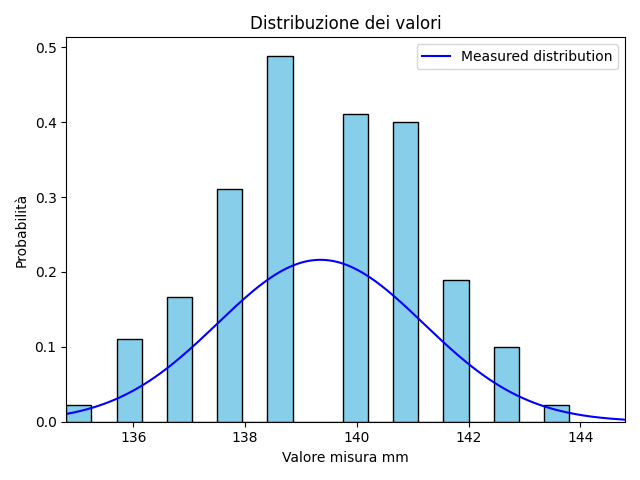 Distribuzione dei valori
Measured distribution
0.5
0.4
0.3
0.2
0.1
0.0
Probabilità
136 138 140 142 144
Valore misura mm